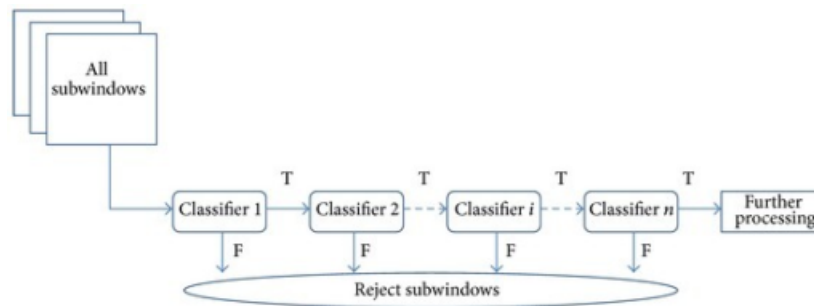 All
subwindows
T
T
T
T
Classifier 1
Classifier 2
Classifier i
Classifier n
Further
processing
F
F
F
F
Reject subwindows